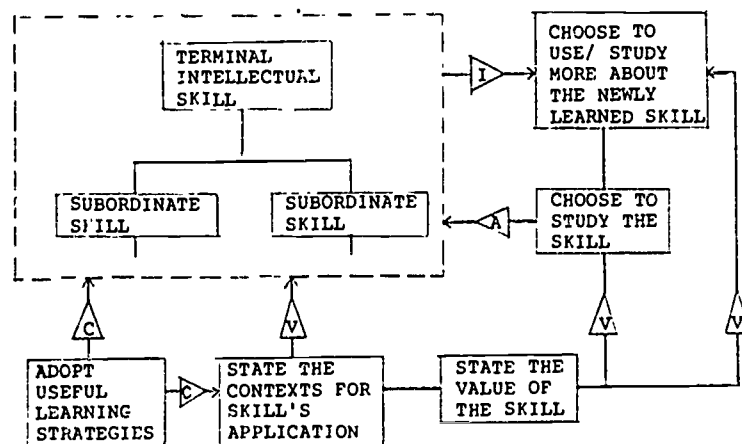 TERMINAL
INTELLECTUAL
SKILL
I
CHOOSE TO
USE/ STUDY
MORE ABOUT
THE NEWLY
LEARNED SKILL
SUBORDINATE
SKILL
SUBORDINATE
SKILL
A
CHOOSE TO
STUDY THE
SKILL
C
V
V
V
ADOPT
USEFUL
LEARNING
STRATEGIES
C
STATE THE
CONTEXTS FOR
SKILL'S
APPLICATION
STATE THE
VALUE OF
THE SKILL